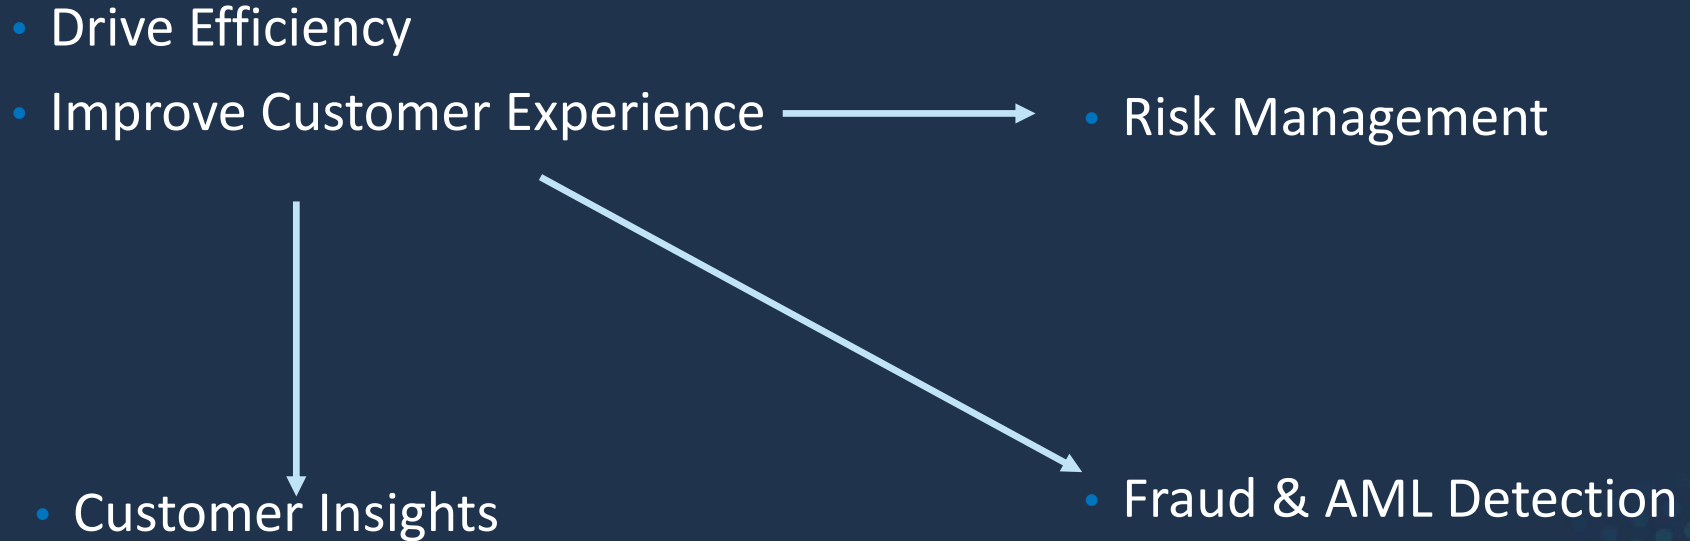 • Drive Efficiency
• Improve Customer Experience
• Risk Management
• Customer Insights
• Fraud & AML Detection